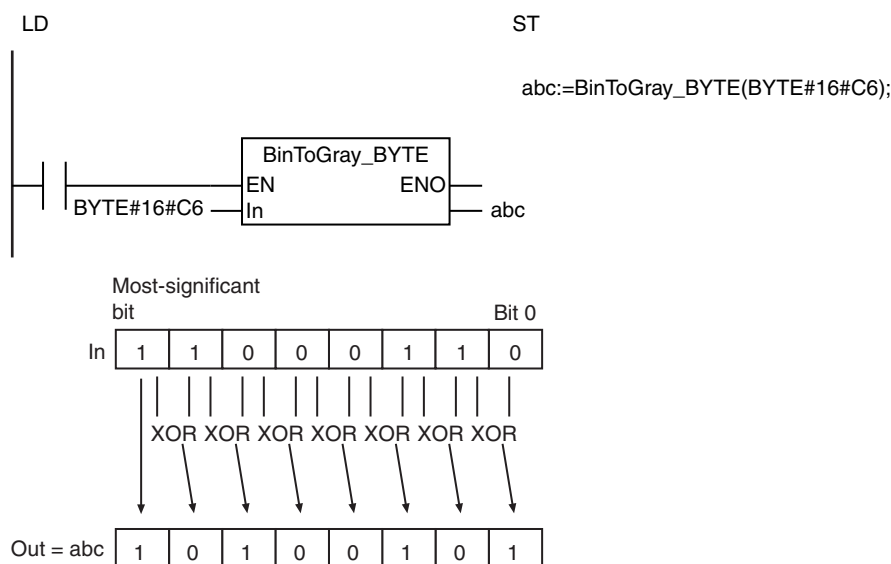 LD
ST
abc:=BinToGray_BYTE(BYTE#16#C6);
BinToGray_BYTE
EN ENO
BYTE#16#C6 In abc
Most-significant
bit Bit 0
In 1 1 0 0 0 1 1 0
XOR XOR XOR XOR XOR XOR XOR
Out = abc 1 0 1 0 0 1 0 1